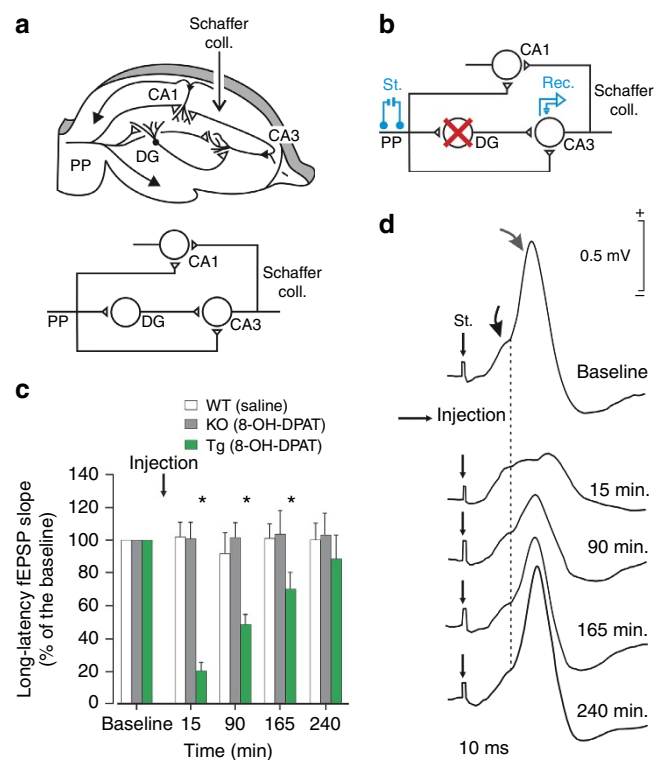 a
Schaffer
coll.
CA1
CA3
PP
DG
CA1
Schaffer
coll.
PP
DG
CA3
b
CA1
St.
Rec.
Schaffer
coll.
PP
DG
CA3
c
WT (saline)
KO (8-OH-DPAT)
Tg (8-OH-DPAT)
Injection
140
120
100
80
60
40
20
0
* * *
Long-latency fEPSP slope
(% of the baseline)
Baseline 15 90 165 240
Time (min)
d
+
0.5 mV
−
St.
Baseline
Injection
15 min.
90 min.
165 min.
240 min.
10 ms